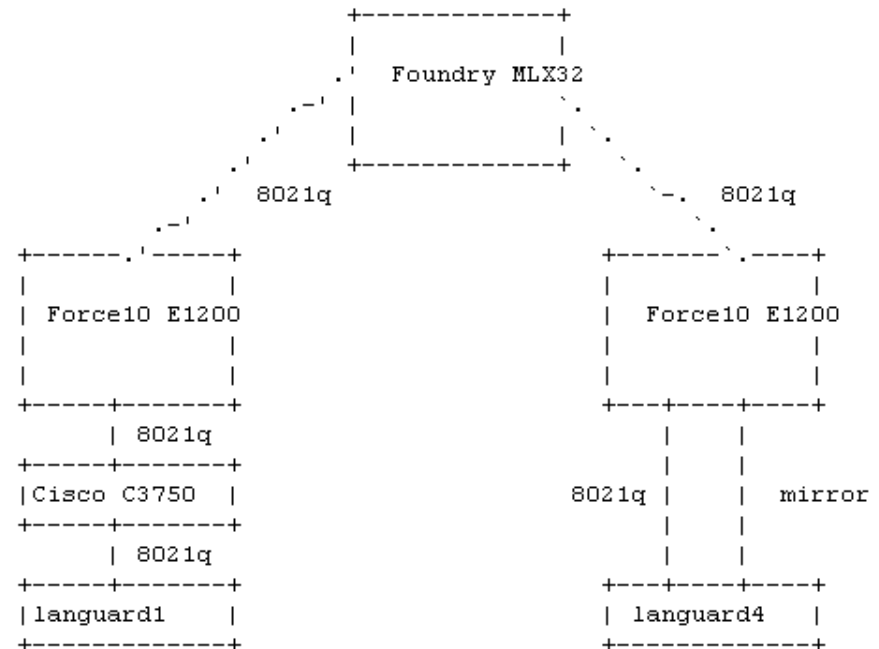 Foundry MLX32
8021q
8021q
Force10 E1200
Force10 E1200
8021q
Cisco C3750
8021q
mirror
8021q
languard1
languard4